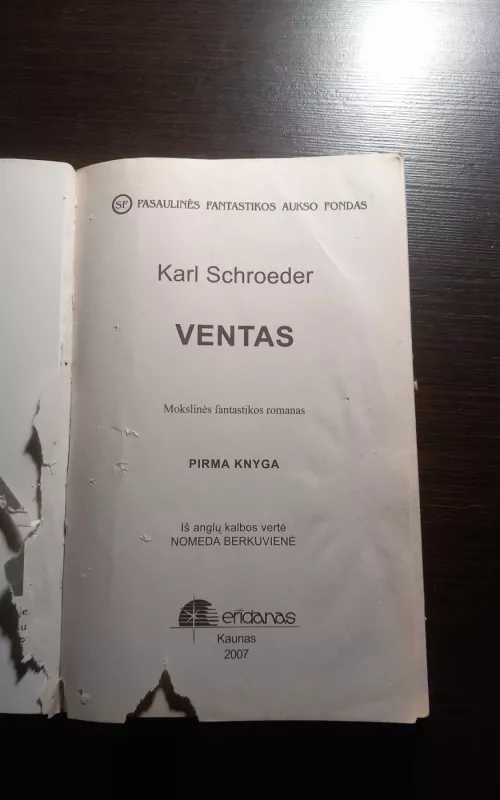 SF PASAULINĖS FANTASTIKOS AUKSO FONDAS
Karl Schroeder
VENTAS
Mokslinės fantastikos romanas
PIRMA KNYGA
Iš anglų kalbos vertė
NOMEDA BERKUVIENĖ
eridanas
Kaunas
2007